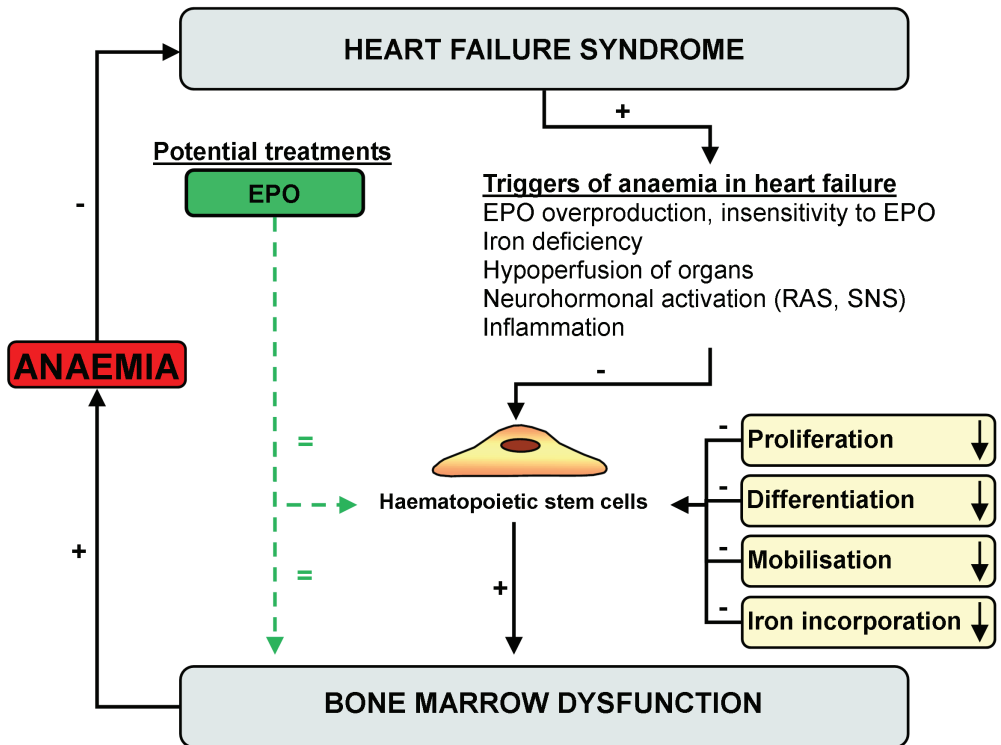 HEART FAILURE SYNDROME
+
Potential treatments
EPO
-
Triggers of anaemia in heart failure
EPO overproduction, insensitivity to EPO
Iron deficiency
Hypoperfusion of organs
Neurohormonal activation (RAS, SNS)
Inflammation
ANAEMIA
-
=
- Proliferation ↓
- Differentiation ↓
Haematopoietic stem cells
- Mobilisation ↓
+
=
+
- Iron incorporation ↓
BONE MARROW DYSFUNCTION